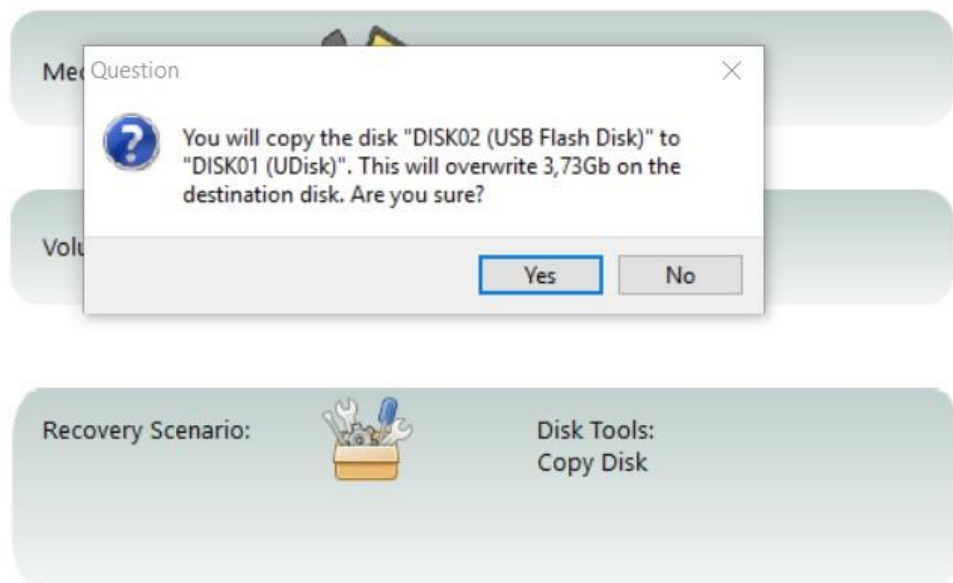 Question
You will copy the disk "DISK02 (USB Flash Disk)" to
"DISK01 (UDisk)". This will overwrite 3,73Gb on the
destination disk. Are you sure?
Yes
No
Recovery Scenario:
Disk Tools:
Copy Disk